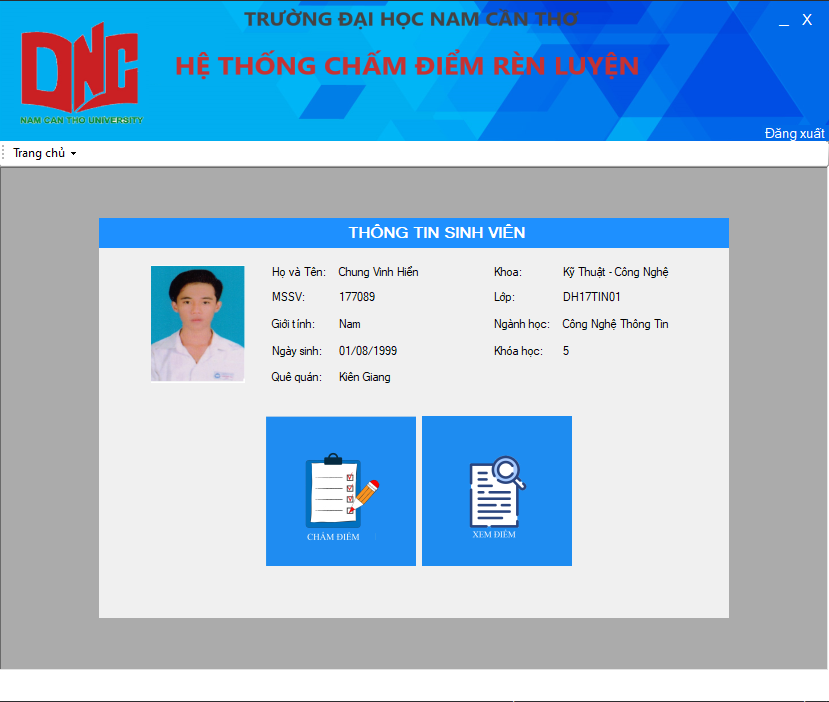 TRƯỜNG ĐẠI HỌC NAM CẦN THƠ
_ X
HỆ THỐNG CHẤM ĐIỂM RÈN LUYỆN
DNC
NAM CAN THO UNIVERSITY
Đăng xuất
Trang chủ
THÔNG TIN SINH VIÊN
Họ và Tên: Chung Vinh Hiển Khoa: Kỹ Thuật - Công Nghệ
MSSV: 177089 Lớp: DH17TIN01
Giới tính: Nam Ngành học: Công Nghệ Thông Tin
Ngày sinh: 01/08/1999 Khóa học: 5
Quê quán: Kiên Giang
CHẤM ĐIỂM XEM ĐIỂM